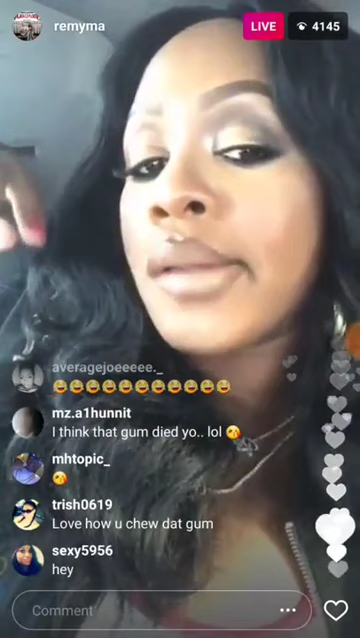 remyma
LIVE
4145
averagejoeeeee._
😂😂😂😂😂😂😂😂😂😂😂
mz.a1hunnit
I think that gum died yo.. lol 😘
mhtopic_
😘
trish0619
Love how u chew dat gum
sexy5956
hey
Comment